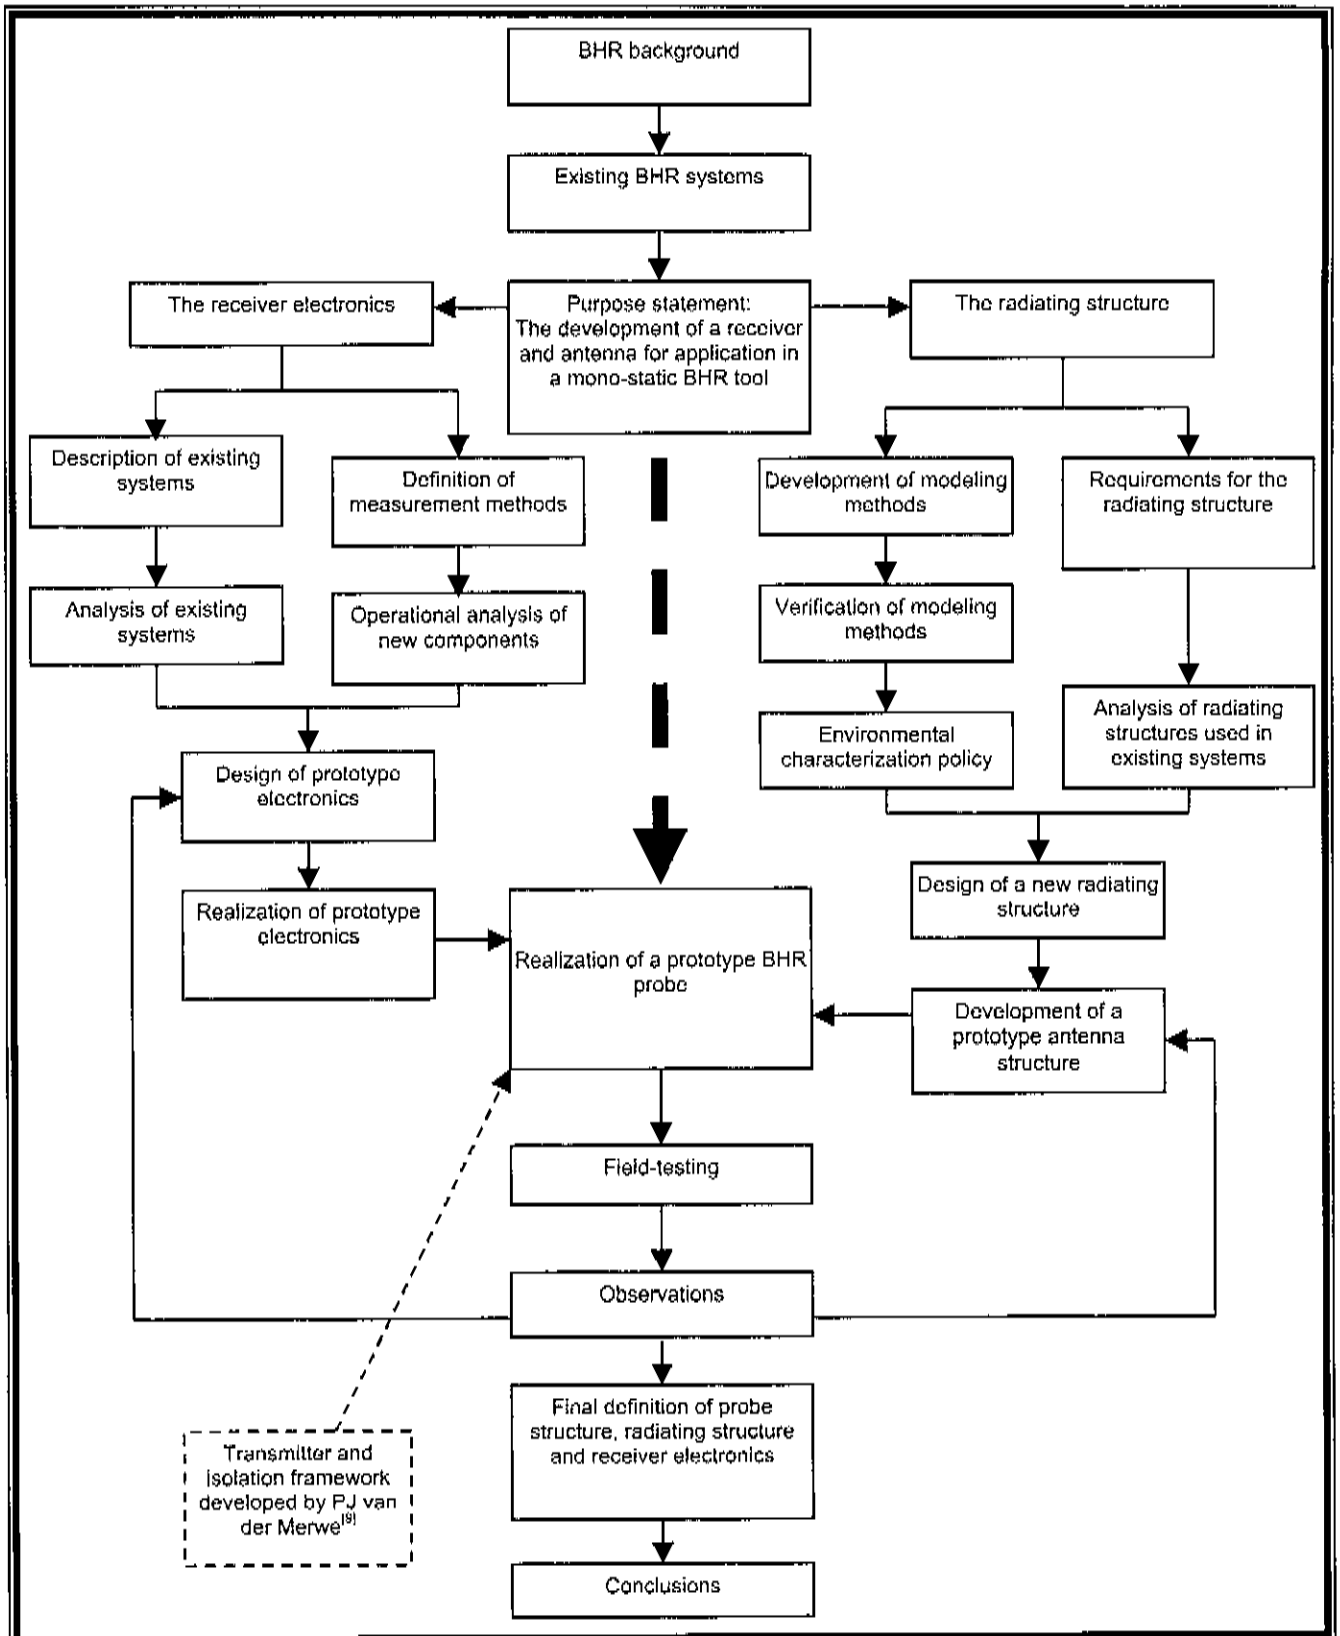 BHR background
Existing BHR systems
The receiver electronics
Purpose statement:
The development of a receiver
and antenna for application in
a mono-static BHR tool
The radiating structure
Description of existing
systems
Definition of
measurement methods
Development of modeling
methods
Requirements for the
radiating structure
Analysis of existing
systems
Operational analysis of
new components
Verification of modeling
methods
Environmental
characterization policy
Analysis of radiating
structures used in
existing systems
Design of prototype
electronics
Realization of prototype
electronics
Realization of a prototype BHR
probe
Design of a new radiating
structure
Development of a
prototype antenna
structure
Field-testing
Observations
Final definition of probe
structure, radiating structure
and receiver electronics
Transmitter and
isolation framework
developed by PJ van
der Merwe[9]
Conclusions